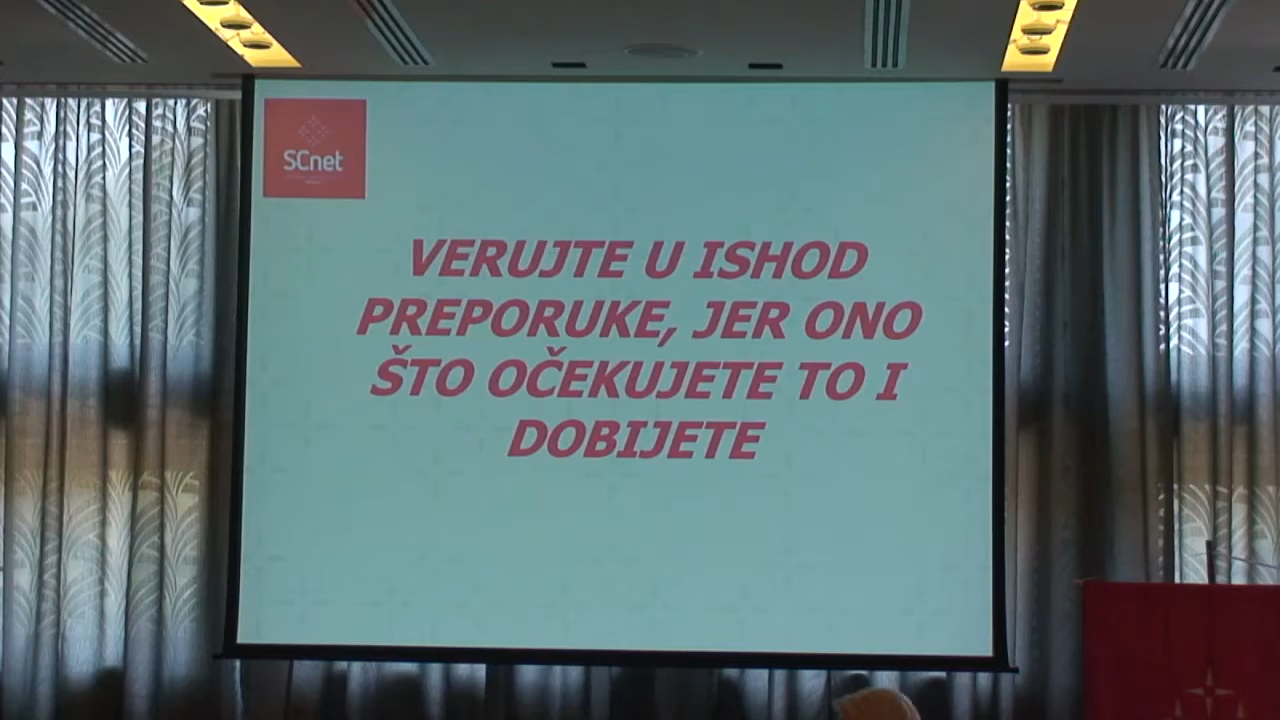 SCnet
VERUJTE U ISHOD
PREPORUKE, JER ONO
ŠTO OČEKUJETE TO I
DOBIJETE